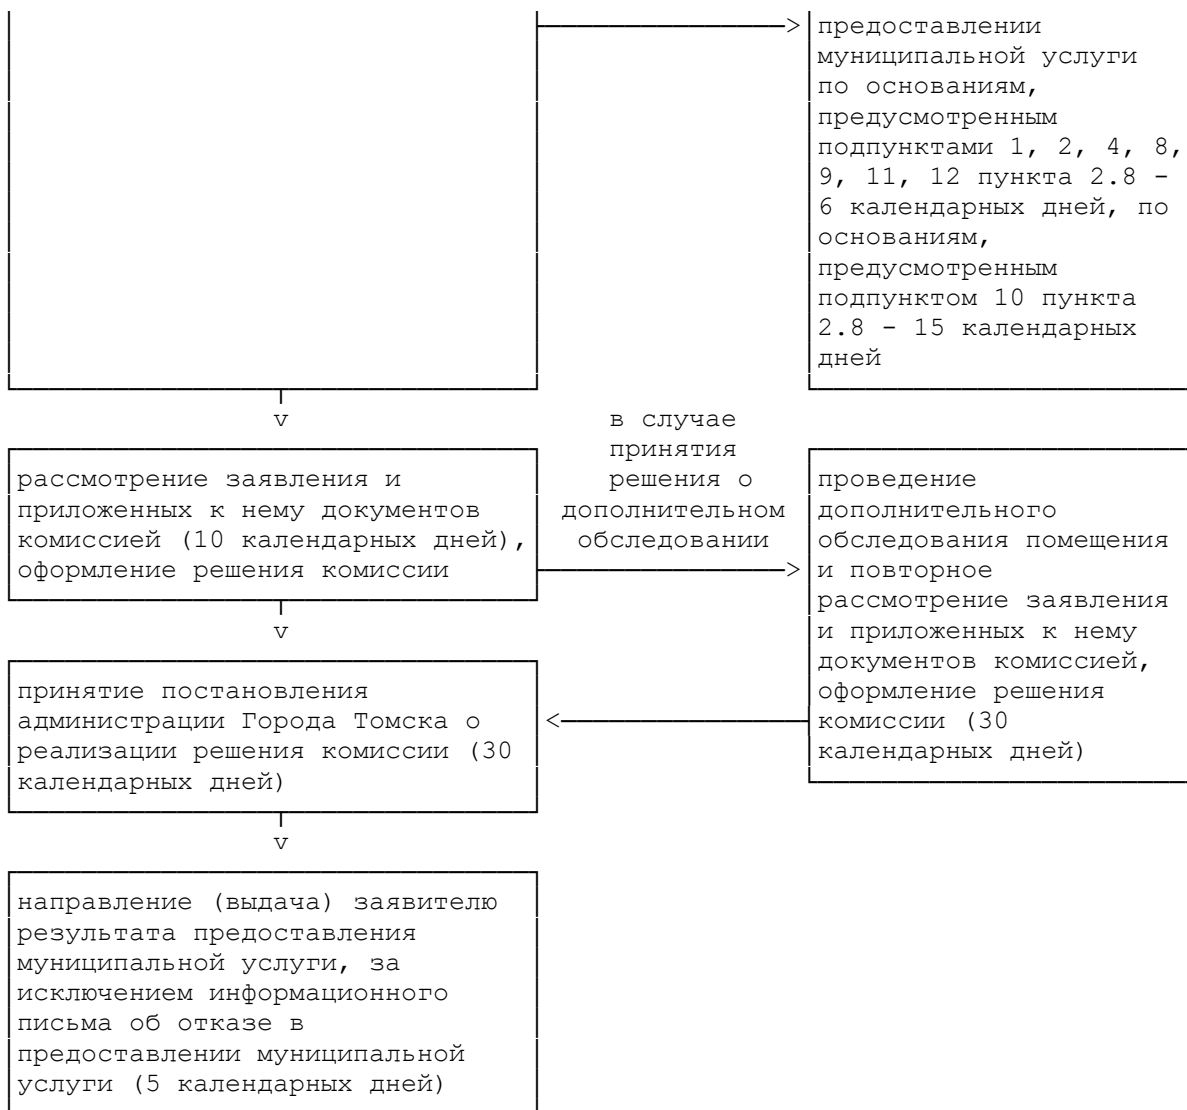 предоставлении
муниципальной услуги
по основаниям,
предусмотренным
подпунктами 1, 2, 4, 8,
9, 11, 12 пункта 2.8 -
6 календарных дней, по
основаниям,
предусмотренным
подпунктом 10 пункта
2.8 - 15 календарных
дней
в случае
принятия
решения о
дополнительном
обследовании
рассмотрение заявления и
приложенных к нему документов
комиссией (10 календарных дней),
оформление решения комиссии
проведение
дополнительного
обследования помещения
и повторное
рассмотрение заявления
и приложенных к нему
документов комиссией,
оформление решения
комиссии (30
календарных дней)
принятие постановления
администрации Города Томска о
реализации решения комиссии (30
календарных дней)
направление (выдача) заявителю
результата предоставления
муниципальной услуги, за
исключением информационного
письма об отказе в
предоставлении муниципальной
услуги (5 календарных дней)